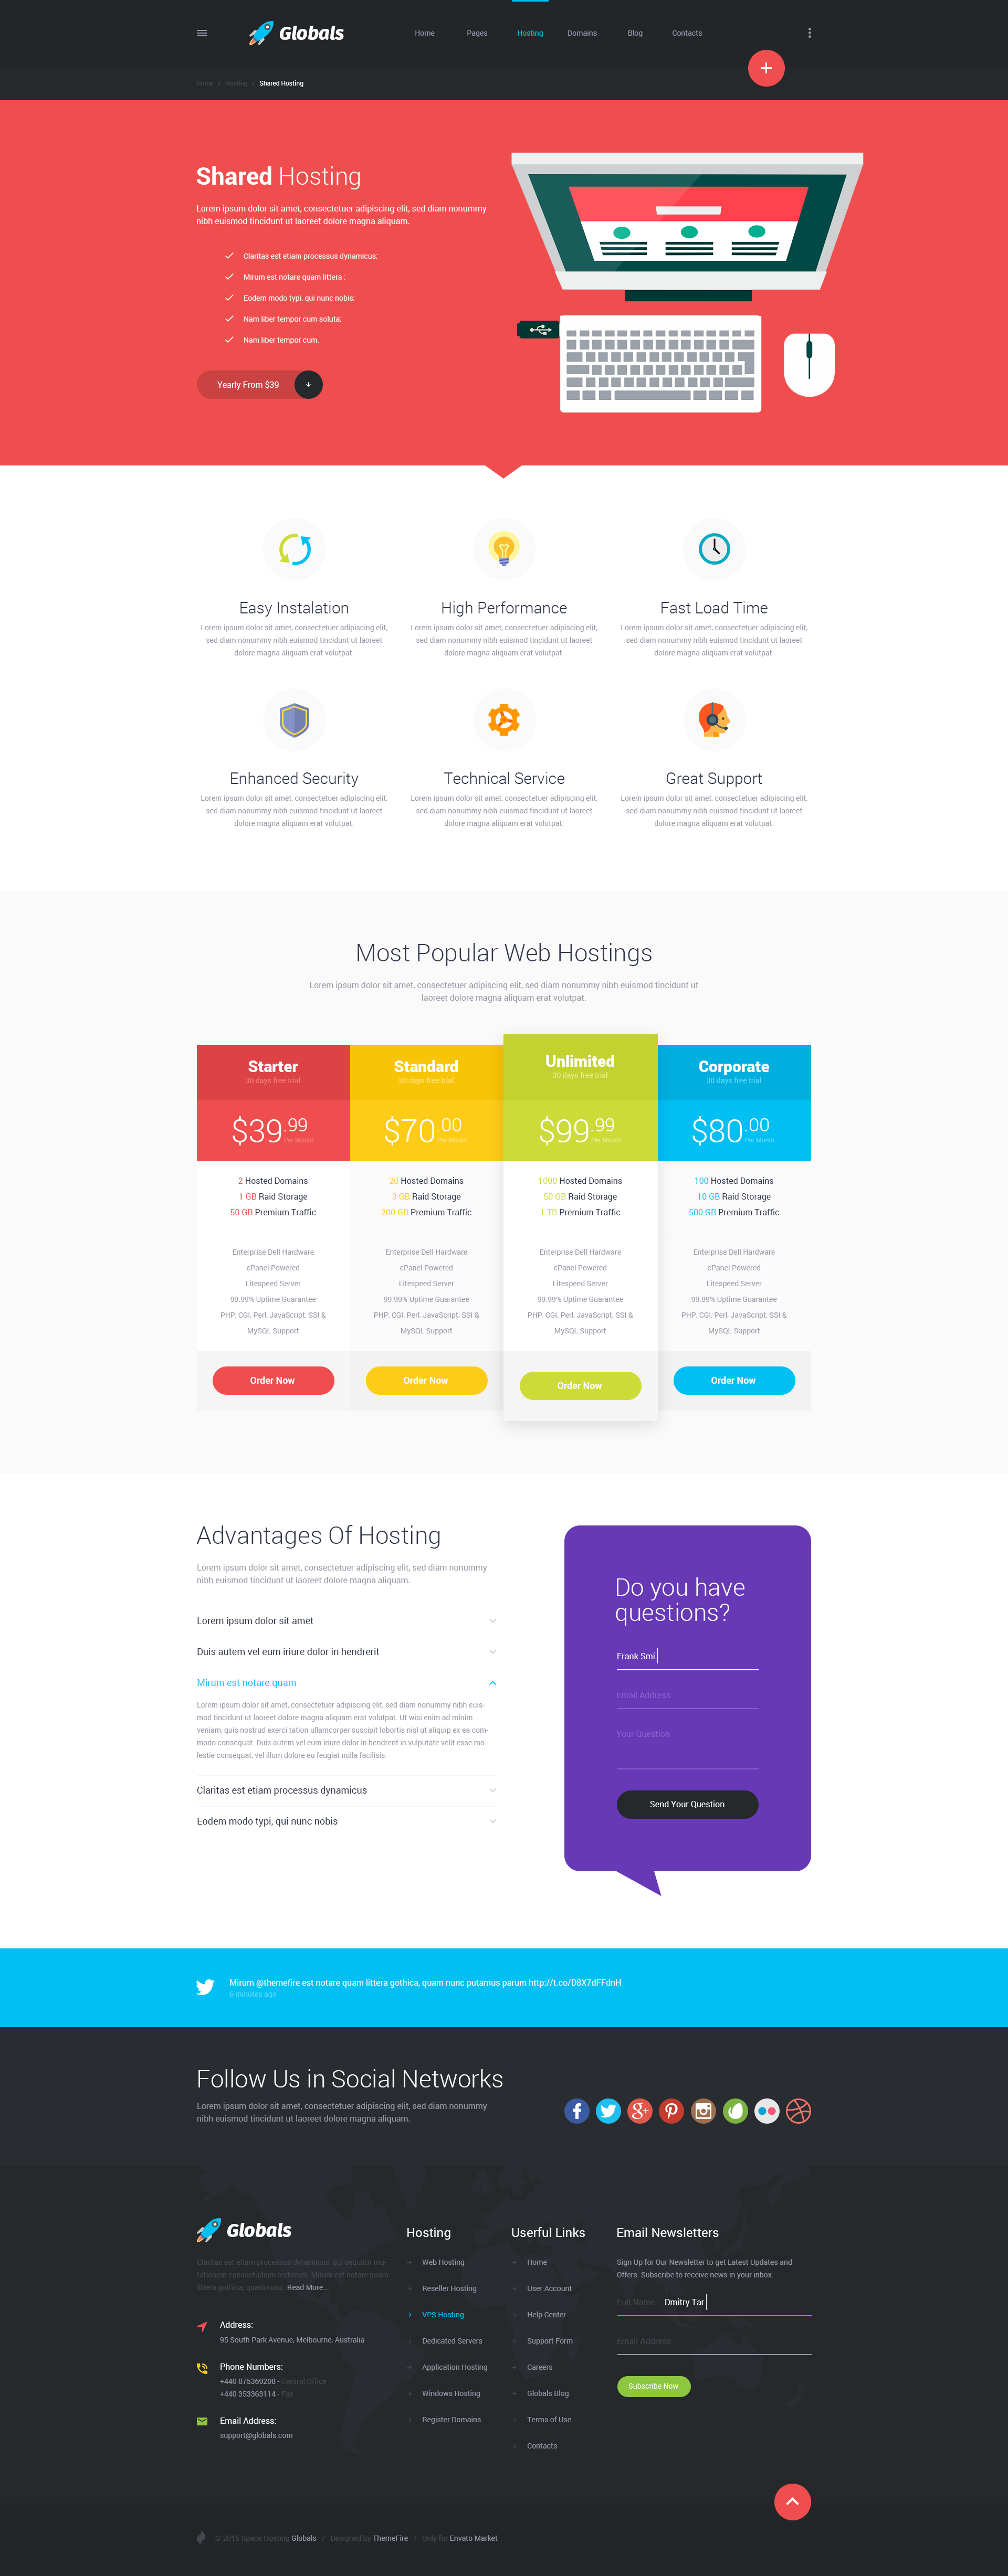 Globals
Home Pages Hosting Domains Blog Contacts
Home / Hosting / Shared Hosting
Shared Hosting
Lorem ipsum dolor sit amet, consectetuer adipiscing elit, sed diam nonummy
nibh euismod tincidunt ut laoreet dolore magna aliquam.
Claritas est etiam processus dynamicus;
Mirum est notare quam littera ;
Eodem modo typi, qui nunc nobis;
Nam liber tempor cum soluta;
Nam liber tempor cum.
Yearly From $39
Easy Instalation
Lorem ipsum dolor sit amet, consectetuer adipiscing elit,
sed diam nonummy nibh euismod tincidunt ut laoreet
dolore magna aliquam erat volutpat.
High Performance
Lorem ipsum dolor sit amet, consectetuer adipiscing elit,
sed diam nonummy nibh euismod tincidunt ut laoreet
dolore magna aliquam erat volutpat.
Fast Load Time
Lorem ipsum dolor sit amet, consectetuer adipiscing elit,
sed diam nonummy nibh euismod tincidunt ut laoreet
dolore magna aliquam erat volutpat.
Enhanced Security
Lorem ipsum dolor sit amet, consectetuer adipiscing elit,
sed diam nonummy nibh euismod tincidunt ut laoreet
dolore magna aliquam erat volutpat.
Technical Service
Lorem ipsum dolor sit amet, consectetuer adipiscing elit,
sed diam nonummy nibh euismod tincidunt ut laoreet
dolore magna aliquam erat volutpat.
Great Support
Lorem ipsum dolor sit amet, consectetuer adipiscing elit,
sed diam nonummy nibh euismod tincidunt ut laoreet
dolore magna aliquam erat volutpat.
Most Popular Web Hostings
Lorem ipsum dolor sit amet, consectetuer adipiscing elit, sed diam nonummy nibh euismod tincidunt ut
laoreet dolore magna aliquam erat volutpat.
Starter
30 days free trial
$39.99
Per Month
2 Hosted Domains
1 GB Raid Storage
50 GB Premium Traffic
Enterprise Dell Hardware
cPanel Powered
Litespeed Server
99.99% Uptime Guarantee
PHP, CGI, Perl, JavaScript, SSI &
MySQL Support
Order Now
Standard
30 days free trial
$70.00
Per Month
20 Hosted Domains
3 GB Raid Storage
200 GB Premium Traffic
Enterprise Dell Hardware
cPanel Powered
Litespeed Server
99.99% Uptime Guarantee
PHP, CGI, Perl, JavaScript, SSI &
MySQL Support
Order Now
Unlimited
30 days free trial
$99.99
Per Month
1000 Hosted Domains
50 GB Raid Storage
1 TB Premium Traffic
Enterprise Dell Hardware
cPanel Powered
Litespeed Server
99.99% Uptime Guarantee
PHP, CGI, Perl, JavaScript, SSI &
MySQL Support
Order Now
Corporate
30 days free trial
$80.00
Per Month
100 Hosted Domains
10 GB Raid Storage
500 GB Premium Traffic
Enterprise Dell Hardware
cPanel Powered
Litespeed Server
99.99% Uptime Guarantee
PHP, CGI, Perl, JavaScript, SSI &
MySQL Support
Order Now
Advantages Of Hosting
Lorem ipsum dolor sit amet, consectetuer adipiscing elit, sed diam nonummy
nibh euismod tincidunt ut laoreet dolore magna aliquam.
Lorem ipsum dolor sit amet
Duis autem vel eum iriure dolor in hendrerit
Mirum est notare quam
Lorem ipsum dolor sit amet, consectetuer adipiscing elit, sed diam nonummy nibh euis-
mod tincidunt ut laoreet dolore magna aliquam erat volutpat. Ut wisi enim ad minim
veniam, quis nostrud exerci tation ullamcorper suscipit lobortis nisl ut aliquip ex ea com-
modo consequat. Duis autem vel eum iriure dolor in hendrerit in vulputate velit esse mo-
lestie consequat, vel illum dolore eu feugiat nulla facilisis.
Claritas est etiam processus dynamicus
Eodem modo typi, qui nunc nobis
Do you have
questions?
Frank Smi
Email Address
Your Question
Send Your Question
Mirum @themefire est notare quam littera gothica, quam nunc putamus parum http://t.co/D8X7dFFdnH
6 minutes ago
Follow Us in Social Networks
Lorem ipsum dolor sit amet, consectetuer adipiscing elit, sed diam nonummy
nibh euismod tincidunt ut laoreet dolore magna aliquam.
Globals
Claritas est etiam processus dynamicus, qui sequitur mu-
tationem consuetudium lectorum. Mirum est notare quam
littera gothica, quam nunc. Read More...
Address:
95 South Park Avenue, Melbourne, Australia
Phone Numbers:
+440 875369208 - Central Office
+440 353363114 - Fax
Email Address:
support@globals.com
Hosting
Web Hosting
Reseller Hosting
VPS Hosting
Dedicated Servers
Application Hosting
Windows Hosting
Register Domains
Userful Links
Home
User Account
Help Center
Support Form
Careers
Globals Blog
Terms of Use
Contacts
Email Newsletters
Sign Up for Our Newsletter to get Latest Updates and
Offers. Subscribe to receive news in your inbox.
Full Name Dmitry Tar
Email Address
Subscribe Now
© 2015 Space Hosting Globals / Designed by ThemeFire / Only for Envato Market